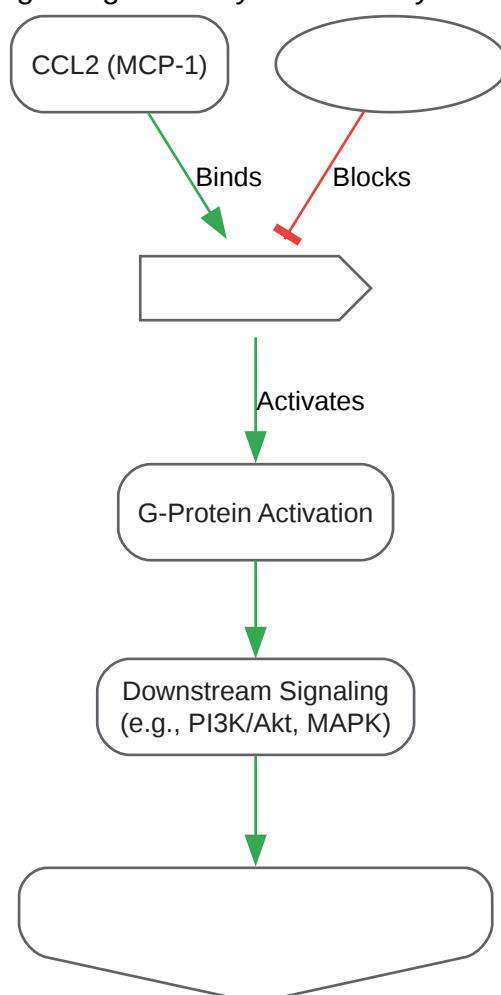 CCL2 (MCP-1)
Binds
Blocks
Activates
G-Protein Activation
Downstream Signaling
(e.g., PI3K/Akt, MAPK)